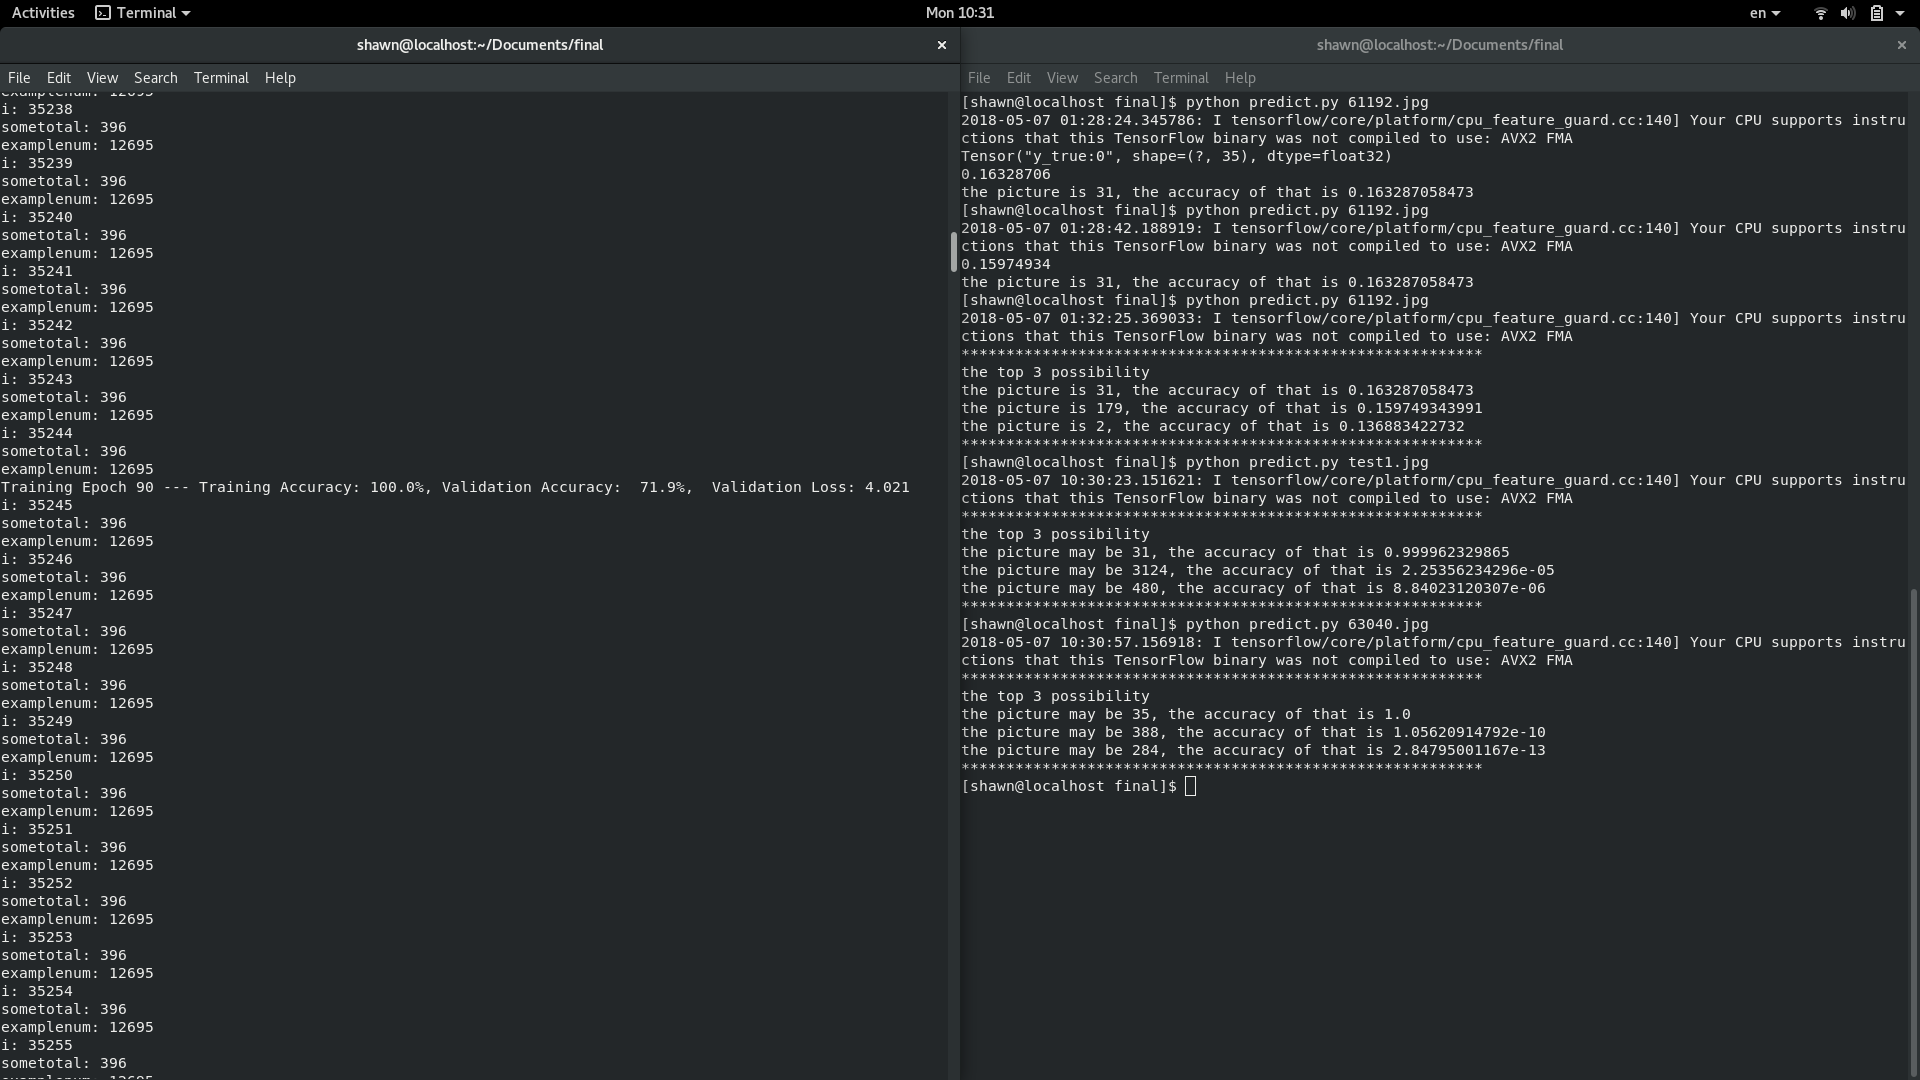 Activities Terminal Mon 10:31 en
shawn@localhost:~/Documents/final
File Edit View Search Terminal Help
examplenum: 12695
i: 35238
sometotal: 396
examplenum: 12695
i: 35239
sometotal: 396
examplenum: 12695
i: 35240
sometotal: 396
examplenum: 12695
i: 35241
sometotal: 396
examplenum: 12695
i: 35242
sometotal: 396
examplenum: 12695
i: 35243
sometotal: 396
examplenum: 12695
i: 35244
sometotal: 396
examplenum: 12695
Training Epoch 90 --- Training Accuracy: 100.0%, Validation Accuracy:  71.9%,  Validation Loss: 4.021
i: 35245
sometotal: 396
examplenum: 12695
i: 35246
sometotal: 396
examplenum: 12695
i: 35247
sometotal: 396
examplenum: 12695
i: 35248
sometotal: 396
examplenum: 12695
i: 35249
sometotal: 396
examplenum: 12695
i: 35250
sometotal: 396
examplenum: 12695
i: 35251
sometotal: 396
examplenum: 12695
i: 35252
sometotal: 396
examplenum: 12695
i: 35253
sometotal: 396
examplenum: 12695
i: 35254
sometotal: 396
examplenum: 12695
i: 35255
sometotal: 396
shawn@localhost:~/Documents/final
File Edit View Search Terminal Help
[shawn@localhost final]$ python predict.py 61192.jpg
2018-05-07 01:28:24.345786: I tensorflow/core/platform/cpu_feature_guard.cc:140] Your CPU supports instru
ctions that this TensorFlow binary was not compiled to use: AVX2 FMA
Tensor("y_true:0", shape=(?, 35), dtype=float32)
0.16328706
the picture is 31, the accuracy of that is 0.163287058473
[shawn@localhost final]$ python predict.py 61192.jpg
2018-05-07 01:28:42.188919: I tensorflow/core/platform/cpu_feature_guard.cc:140] Your CPU supports instru
ctions that this TensorFlow binary was not compiled to use: AVX2 FMA
0.15974934
the picture is 31, the accuracy of that is 0.163287058473
[shawn@localhost final]$ python predict.py 61192.jpg
2018-05-07 01:32:25.369033: I tensorflow/core/platform/cpu_feature_guard.cc:140] Your CPU supports instru
ctions that this TensorFlow binary was not compiled to use: AVX2 FMA
**********************************************************
the top 3 possibility
the picture is 31, the accuracy of that is 0.163287058473
the picture is 179, the accuracy of that is 0.159749343991
the picture is 2, the accuracy of that is 0.136883422732
**********************************************************
[shawn@localhost final]$ python predict.py test1.jpg
2018-05-07 10:30:23.151621: I tensorflow/core/platform/cpu_feature_guard.cc:140] Your CPU supports instru
ctions that this TensorFlow binary was not compiled to use: AVX2 FMA
**********************************************************
the top 3 possibility
the picture may be 31, the accuracy of that is 0.999962329865
the picture may be 3124, the accuracy of that is 2.25356234296e-05
the picture may be 480, the accuracy of that is 8.84023120307e-06
**********************************************************
[shawn@localhost final]$ python predict.py 63040.jpg
2018-05-07 10:30:57.156918: I tensorflow/core/platform/cpu_feature_guard.cc:140] Your CPU supports instru
ctions that this TensorFlow binary was not compiled to use: AVX2 FMA
**********************************************************
the top 3 possibility
the picture may be 35, the accuracy of that is 1.0
the picture may be 388, the accuracy of that is 1.05620914792e-10
the picture may be 284, the accuracy of that is 2.84795001167e-13
**********************************************************
[shawn@localhost final]$